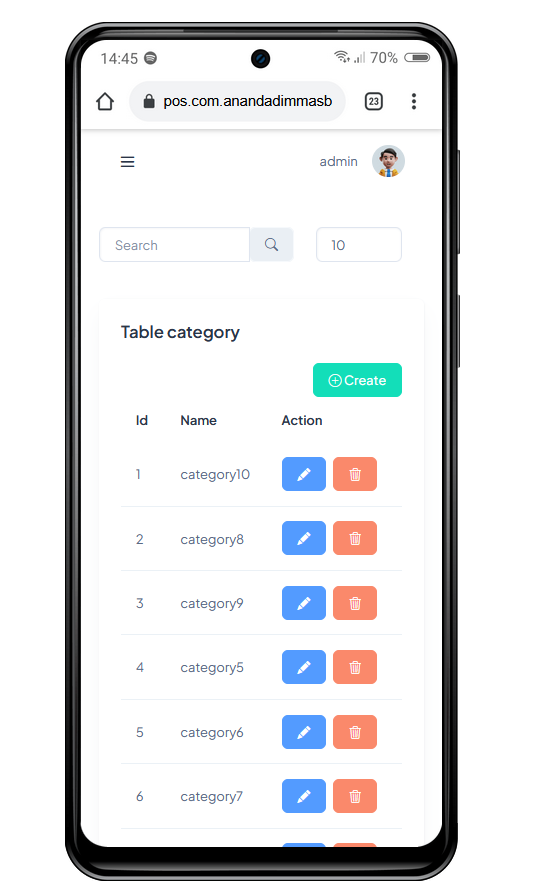 14:45 70%
pos.com.anandadimmasb 23
admin
Search 10
Table category
Create
Id Name Action
1 category10
2 category8
3 category9
4 category5
5 category6
6 category7